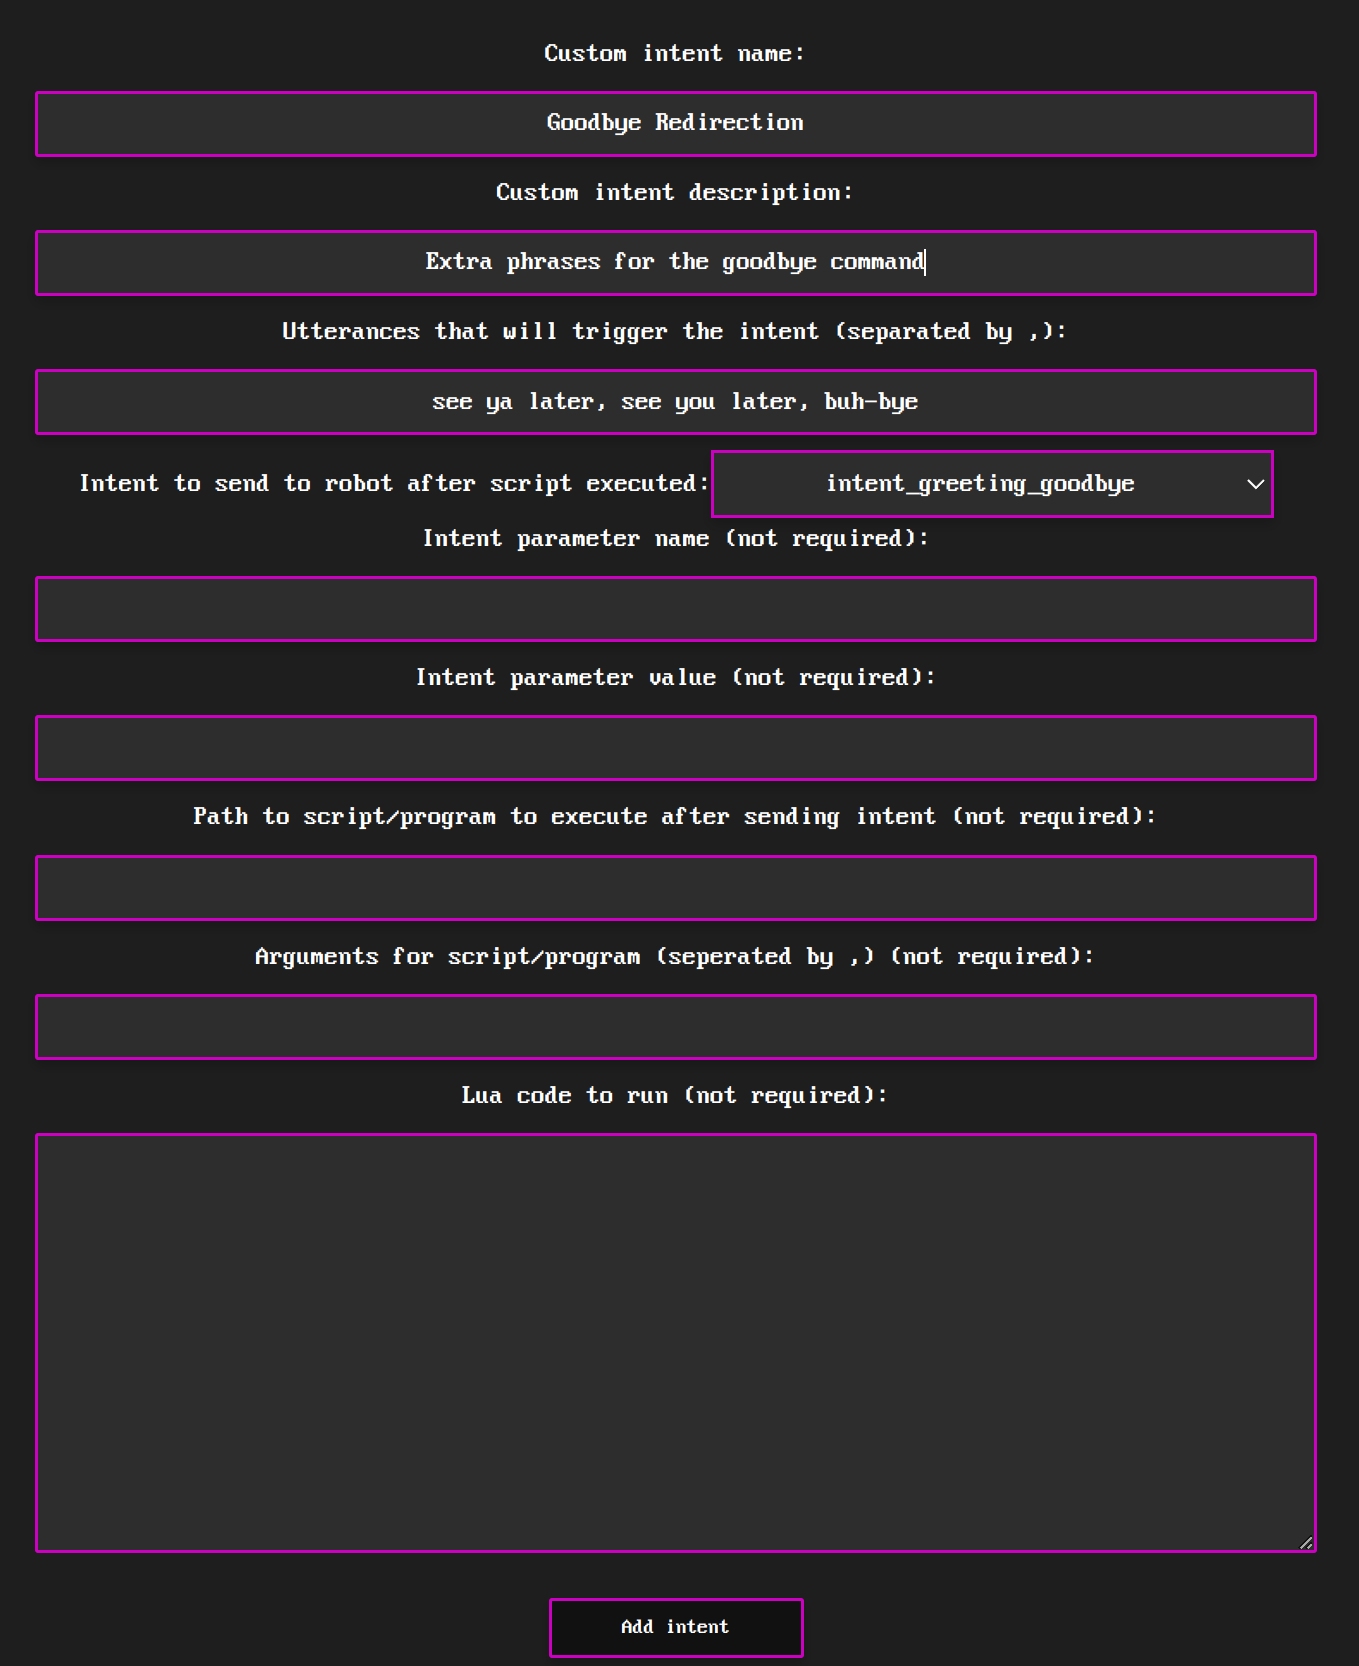 Custom intent name:
Goodbye Redirection
Custom intent description:
Extra phrases for the goodbye command
Utterances that will trigger the intent (separated by ,):
see ya later, see you later, buh-bye
Intent to send to robot after script executed: intent_greeting_goodbye
Intent parameter name (not required):
Intent parameter value (not required):
Path to script/program to execute after sending intent (not required):
Arguments for script/program (seperated by ,) (not required):
Lua code to run (not required):
Add intent